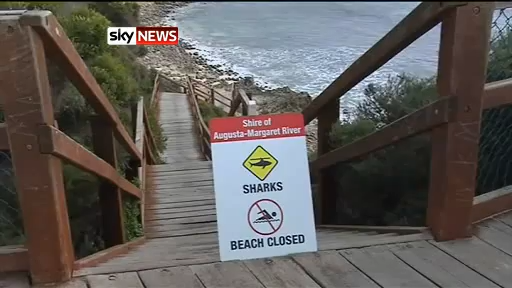 sky NEWS
Shire of
Augusta-Margaret River
SHARKS
BEACH CLOSED